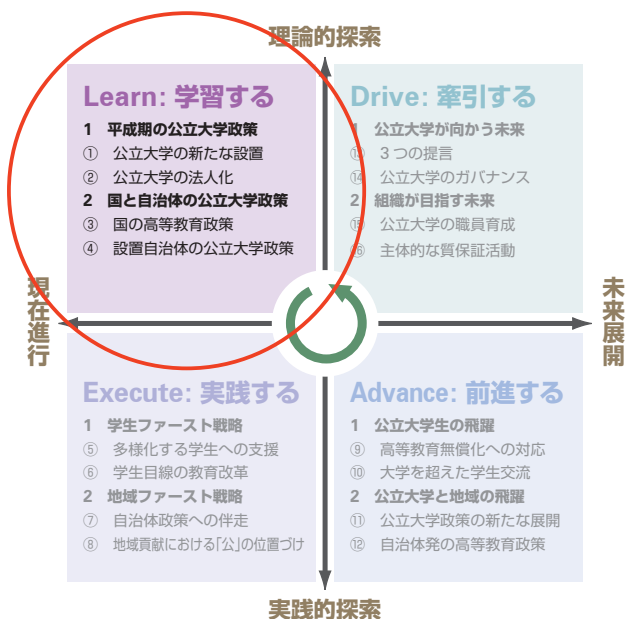 理論的探索
Learn: 学習する
1 平成期の公立大学政策
① 公立大学の新たな設置
② 公立大学の法人化
2 国と自治体の公立大学政策
③ 国の高等教育政策
④ 設置自治体の公立大学政策
Drive: 牽引する
1 公立大学が向かう未来
⑬ 3つの提言
⑭ 公立大学のガバナンス
2 組織が目指す未来
⑮ 公立大学の職員育成
⑯ 主体的な質保証活動
現在進行
未来展開
Execute: 実践する
1 学生ファースト戦略
⑤ 多様化する学生への支援
⑥ 学生目線の教育改革
2 地域ファースト戦略
⑦ 自治体政策への伴走
⑧ 地域貢献における「公」の位置づけ
Advance: 前進する
1 公立大学生の飛躍
⑨ 高等教育無償化への対応
⑩ 大学を超えた学生交流
2 公立大学と地域の飛躍
⑪ 公立大学政策の新たな展開
⑫ 自治体発の高等教育政策
実践的探索